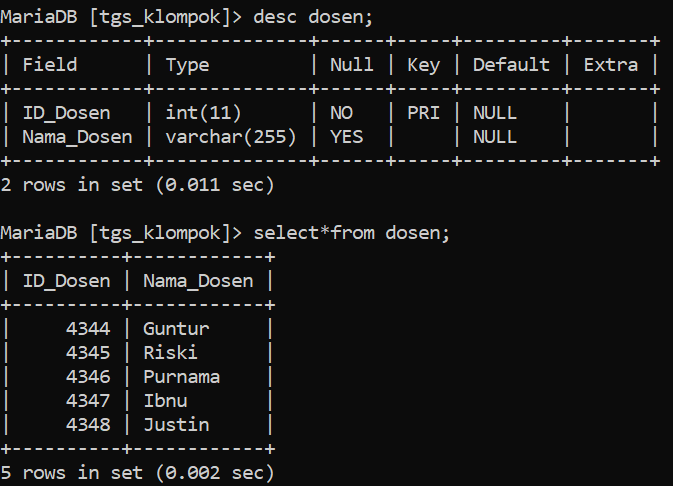 MariaDB [tgs_klompok]> desc dosen;
+------------+--------------+------+-----+---------+-------+
| Field      | Type         | Null | Key | Default | Extra |
+------------+--------------+------+-----+---------+-------+
| ID_Dosen   | int(11)      | NO   | PRI | NULL    |       |
| Nama_Dosen | varchar(255) | YES  |     | NULL    |       |
+------------+--------------+------+-----+---------+-------+
2 rows in set (0.011 sec)

MariaDB [tgs_klompok]> select*from dosen;
+----------+------------+
| ID_Dosen | Nama_Dosen |
+----------+------------+
|     4344 | Guntur     |
|     4345 | Riski      |
|     4346 | Purnama    |
|     4347 | Ibnu       |
|     4348 | Justin     |
+----------+------------+
5 rows in set (0.002 sec)